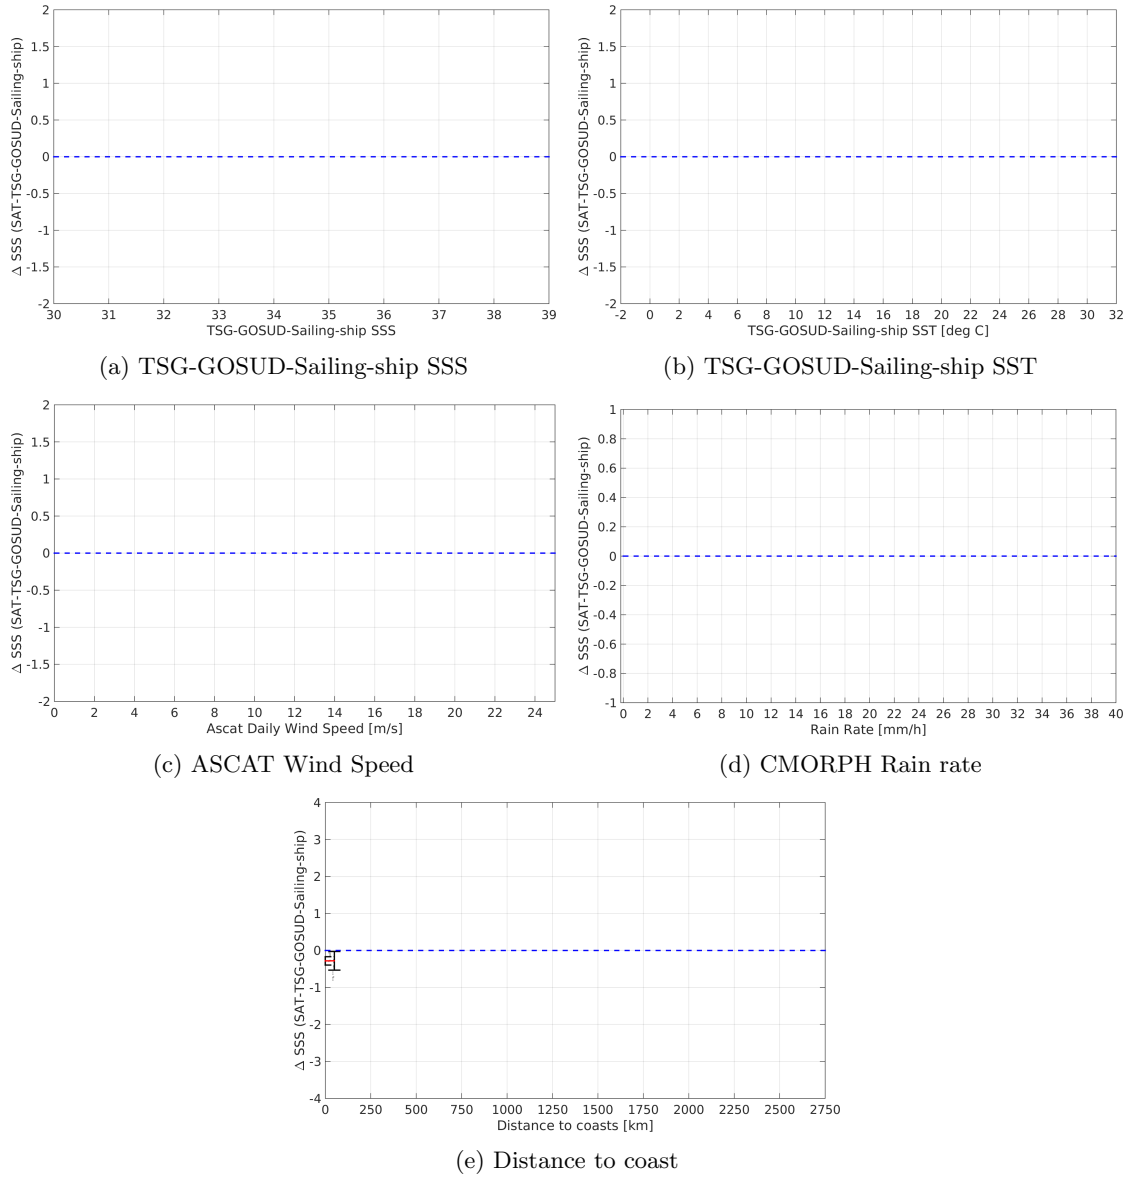 Δ SSS (SAT-TSG-GOSUD-Sailing-ship)
2
1.5
1
0.5
0
-0.5
-1
-1.5
-2
30 31 32 33 34 35 36 37 38 39
TSG-GOSUD-Sailing-ship SSS
(a) TSG-GOSUD-Sailing-ship SSS
Δ SSS (SAT-TSG-GOSUD-Sailing-ship)
2
1.5
1
0.5
0
-0.5
-1
-1.5
-2
-2 0 2 4 6 8 10 12 14 16 18 20 22 24 26 28 30 32
TSG-GOSUD-Sailing-ship SST [deg C]
(b) TSG-GOSUD-Sailing-ship SST
Δ SSS (SAT-TSG-GOSUD-Sailing-ship)
2
1.5
1
0.5
0
-0.5
-1
-1.5
-2
0 2 4 6 8 10 12 14 16 18 20 22 24
Ascat Daily Wind Speed [m/s]
(c) ASCAT Wind Speed
Δ SSS (SAT-TSG-GOSUD-Sailing-ship)
1
0.8
0.6
0.4
0.2
0
-0.2
-0.4
-0.6
-0.8
-1
0 2 4 6 8 10 12 14 16 18 20 22 24 26 28 30 32 34 36 38 40
Rain Rate [mm/h]
(d) CMORPH Rain rate
Δ SSS (SAT-TSG-GOSUD-Sailing-ship)
4
3
2
1
0
-1
-2
-3
-4
0 250 500 750 1000 1250 1500 1750 2000 2250 2500 2750
Distance to coasts [km]
(e) Distance to coast